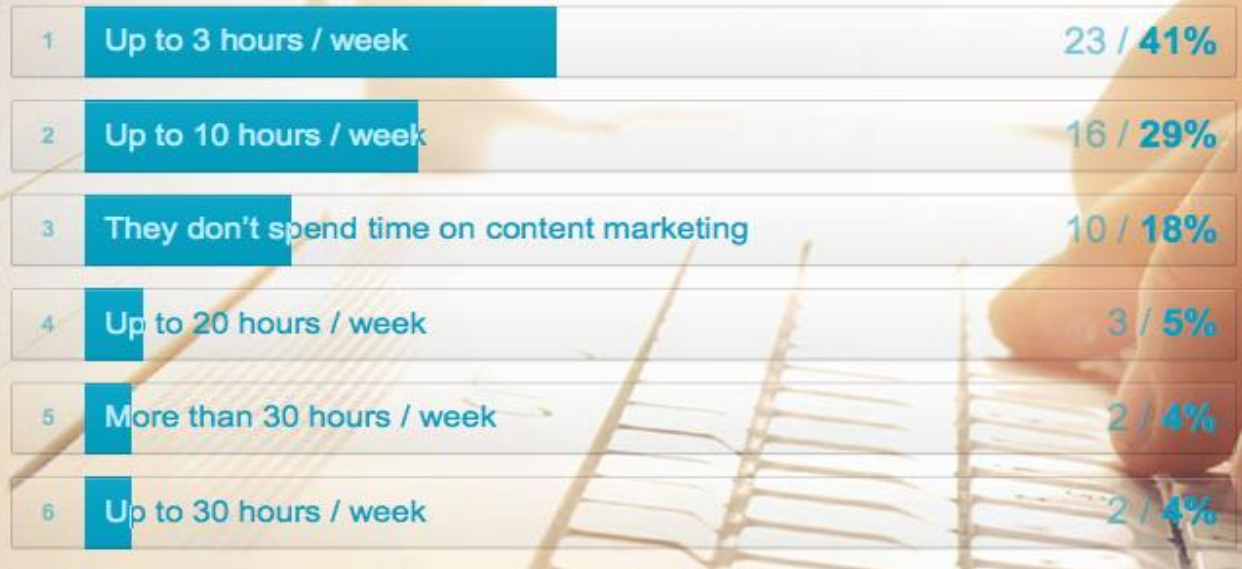 1 Up to 3 hours / week 23 / 41%
2 Up to 10 hours / week 16 / 29%
3 They don't spend time on content marketing 10 / 18%
4 Up to 20 hours / week 3 / 5%
5 More than 30 hours / week 2 / 4%
6 Up to 30 hours / week 2 / 4%